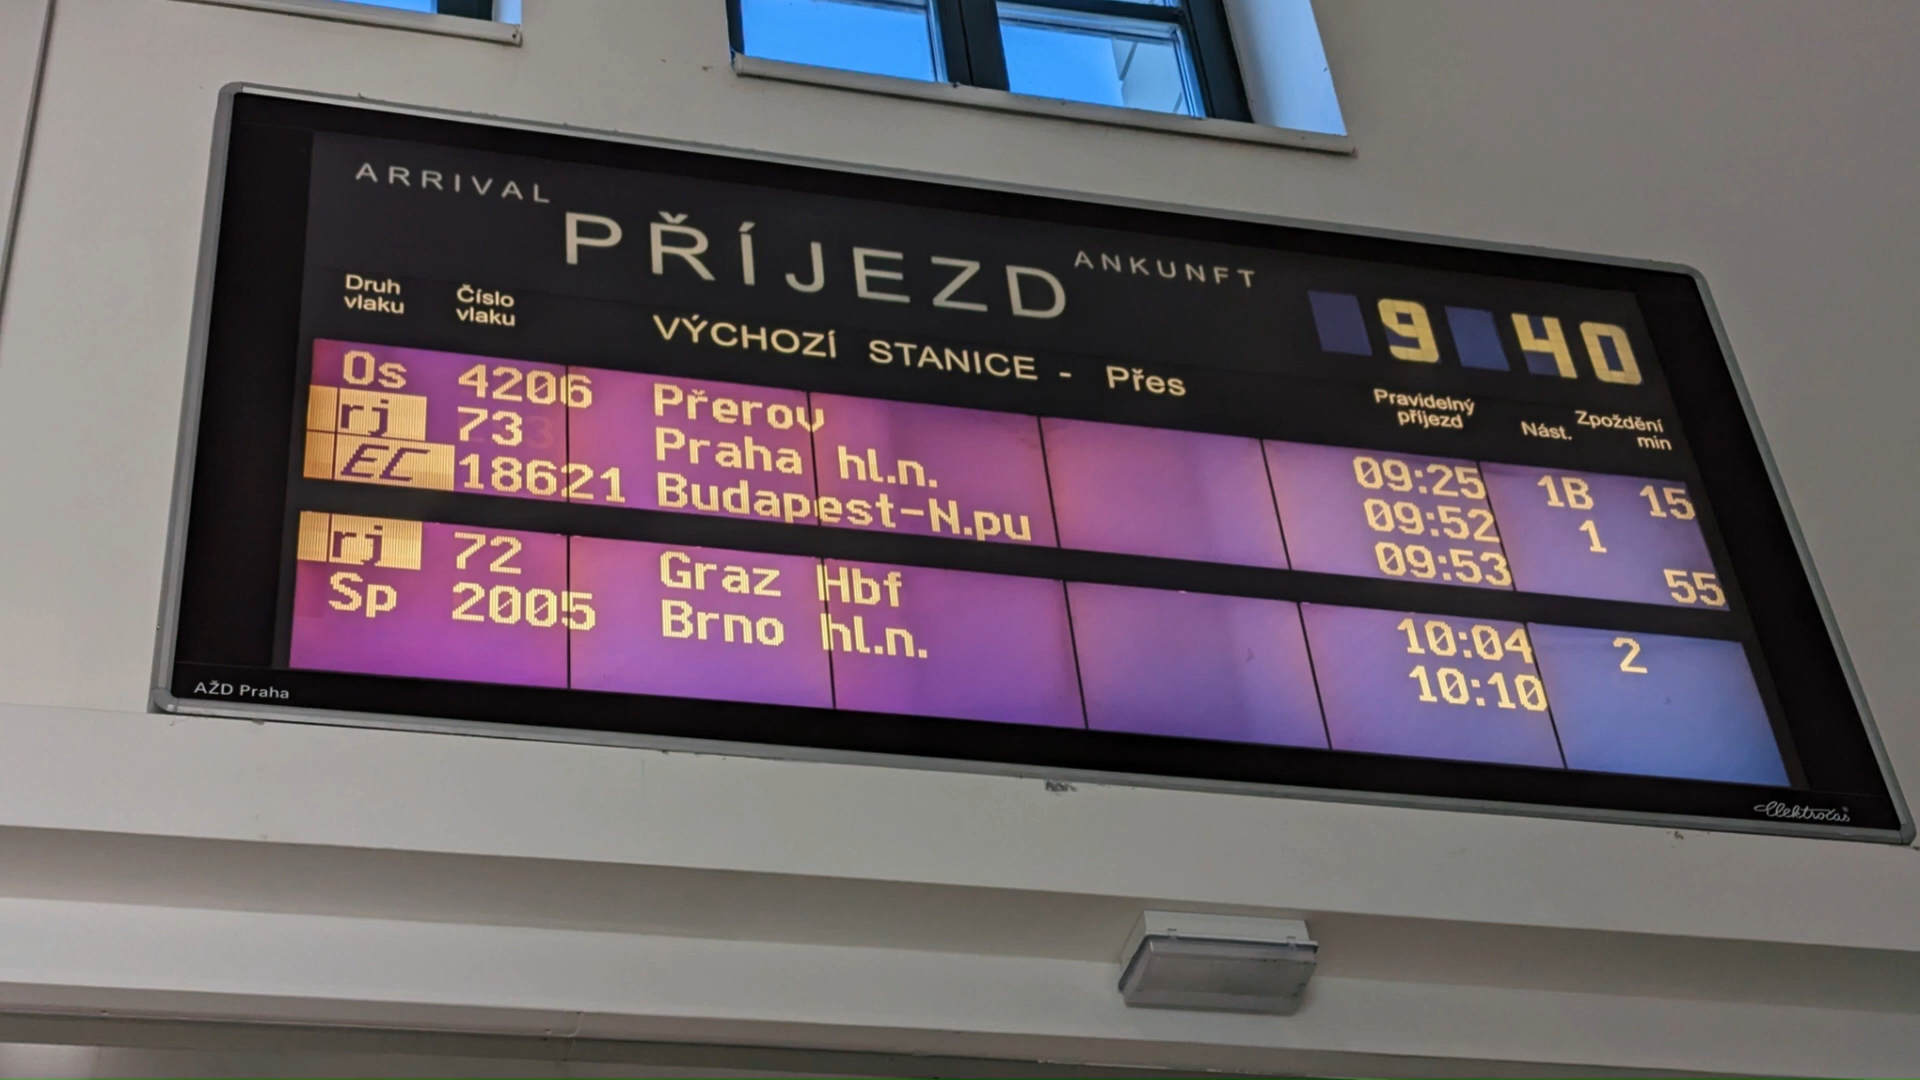 ARRIVAL PŘÍJEZD ANKUNFT
9 40
Druh vlaku Číslo vlaku VÝCHOZÍ STANICE - Přes Pravidelný příjezd Nást. Zpoždění min
Os 4206 Přerov 09:25 1B 15
rj 73 Praha hl.n. 09:52 1
EC 18621 Budapest-N.pu 09:53 55
rj 72 Graz Hbf 10:04 2
Sp 2005 Brno hl.n. 10:10
AŽD Praha
Elektročas